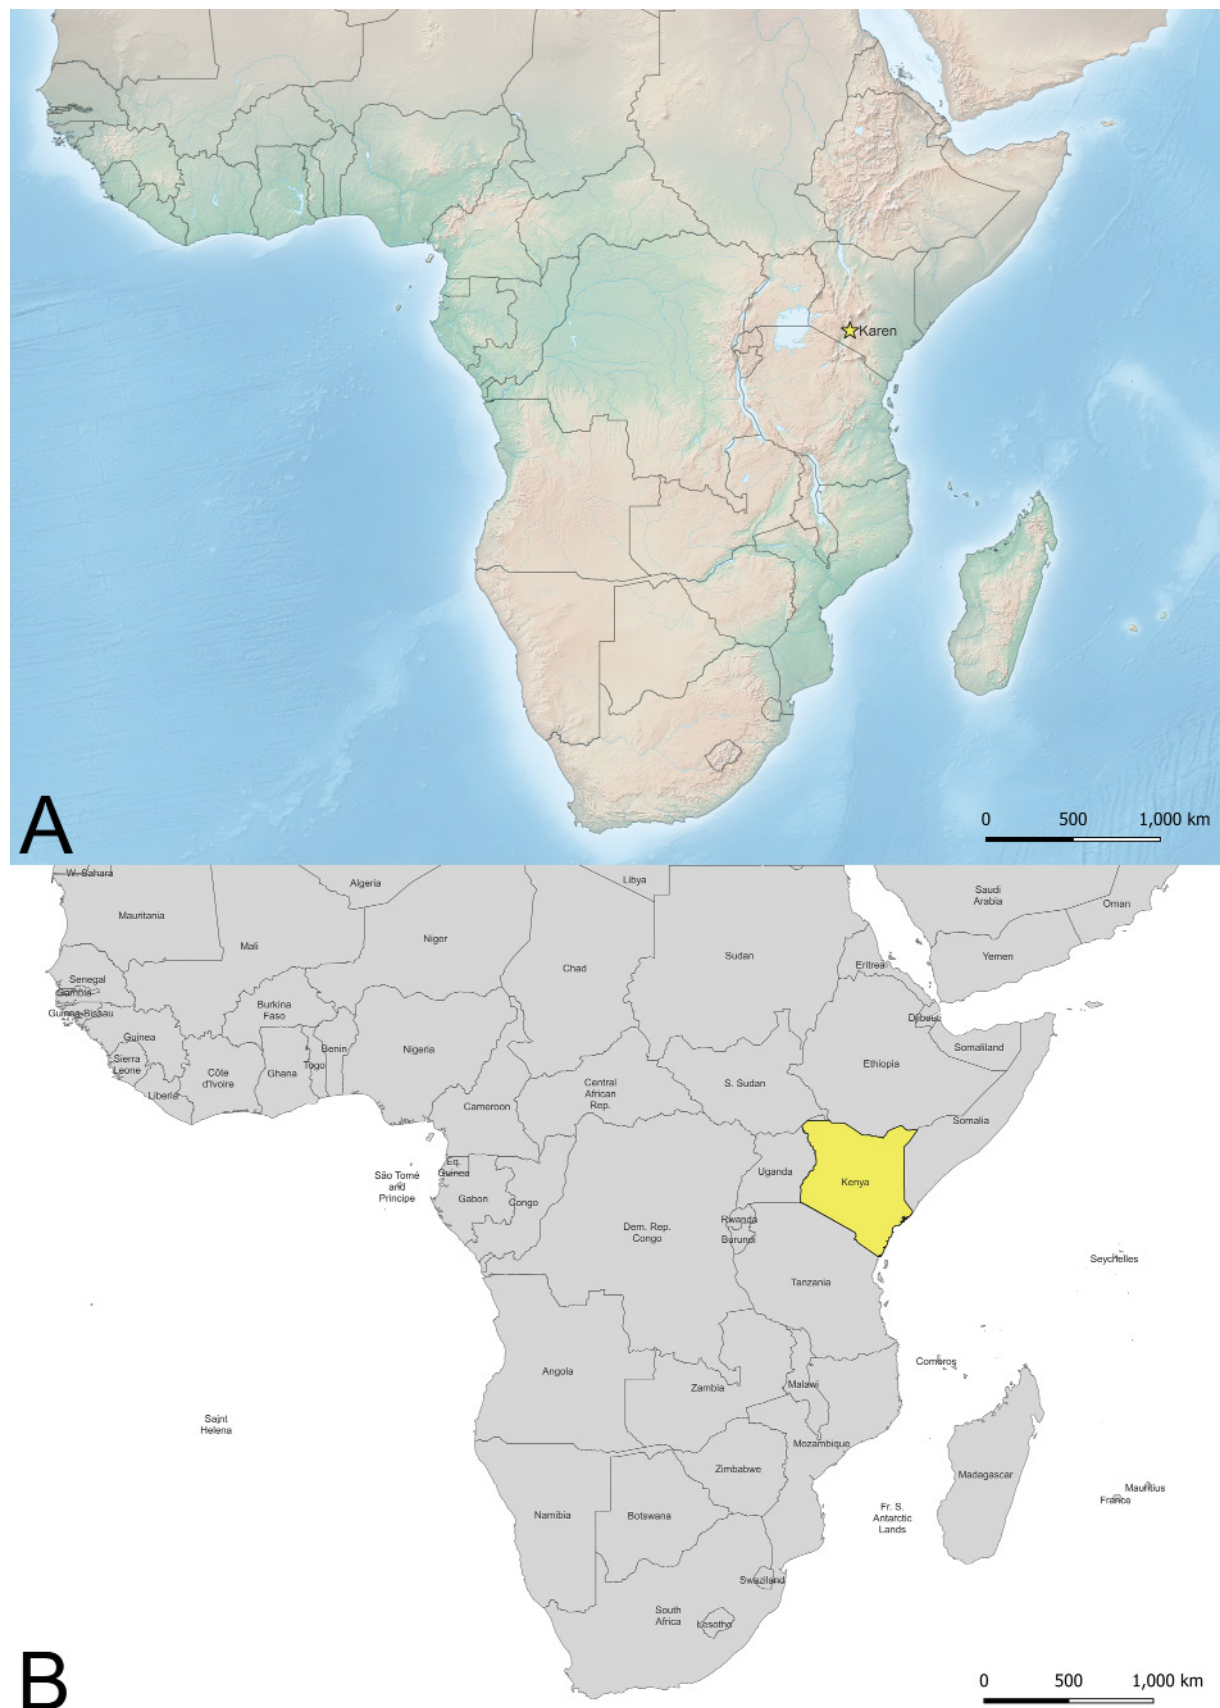 Karen
A
0 500 1,000 km
W. Sahara
Algeria
Libya
Saudi
Arabia
Oman
Mauritania
Mali
Niger
Chad
Sudan
Yemen
Eritrea
Senegal
Gambia
Guinea-Bissau
Burkina
Faso
Djibouti
Guinea
Benin
Nigeria
Somaliland
Sierra
Leone
Côte
d'Ivoire
Ghana
Togo
Ethiopia
Liberia
Central
African
Rep.
S. Sudan
Cameroon
Somalia
Eq.
Guinea
Uganda
Kenya
São Tomé
and
Principe
Gabon
Congo
Rwanda
Dem. Rep.
Congo
Burundi
Seychelles
Tanzania
Comoros
Angola
Zambia
Malawi
Saint
Helena
Mozambique
Zimbabwe
Madagascar
Mauritius
France
Namibia
Botswana
Fr. S.
Antarctic
Lands
Swaziland
South
Africa
Lesotho
B
0 500 1,000 km